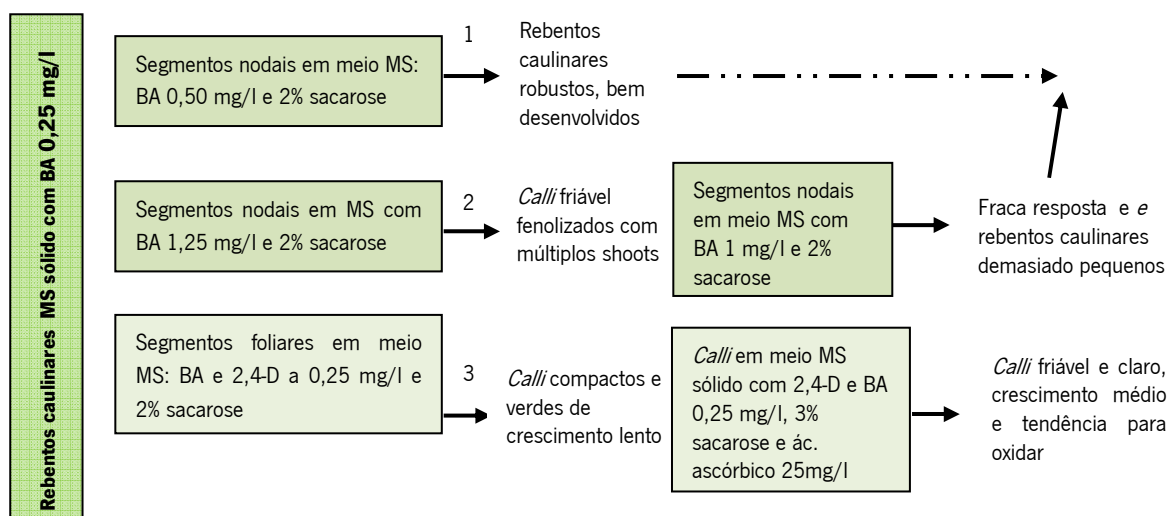 Rebentos caulinares MS sólido com BA 0,25 mg/l
Segmentos nodais em meio MS:
BA 0,50 mg/l e 2% sacarose
1
Rebentos
caulinares
robustos, bem
desenvolvidos
Segmentos nodais em MS com
BA 1,25 mg/l e 2% sacarose
2
Calli friável
fenolizados com
múltiplos shoots
Segmentos nodais
em meio MS com
BA 1 mg/l e 2%
sacarose
Fraca resposta e e
rebentos caulinares
demasiado pequenos
Segmentos foliares em meio
MS: BA e 2,4-D a 0,25 mg/l e
2% sacarose
3
Calli compactos e
verdes de
crescimento lento
Calli em meio MS
sólido com 2,4-D e BA
0,25 mg/l, 3%
sacarose e ác.
ascórbico 25mg/l
Calli friável e claro,
crescimento médio
e tendência para
oxidar